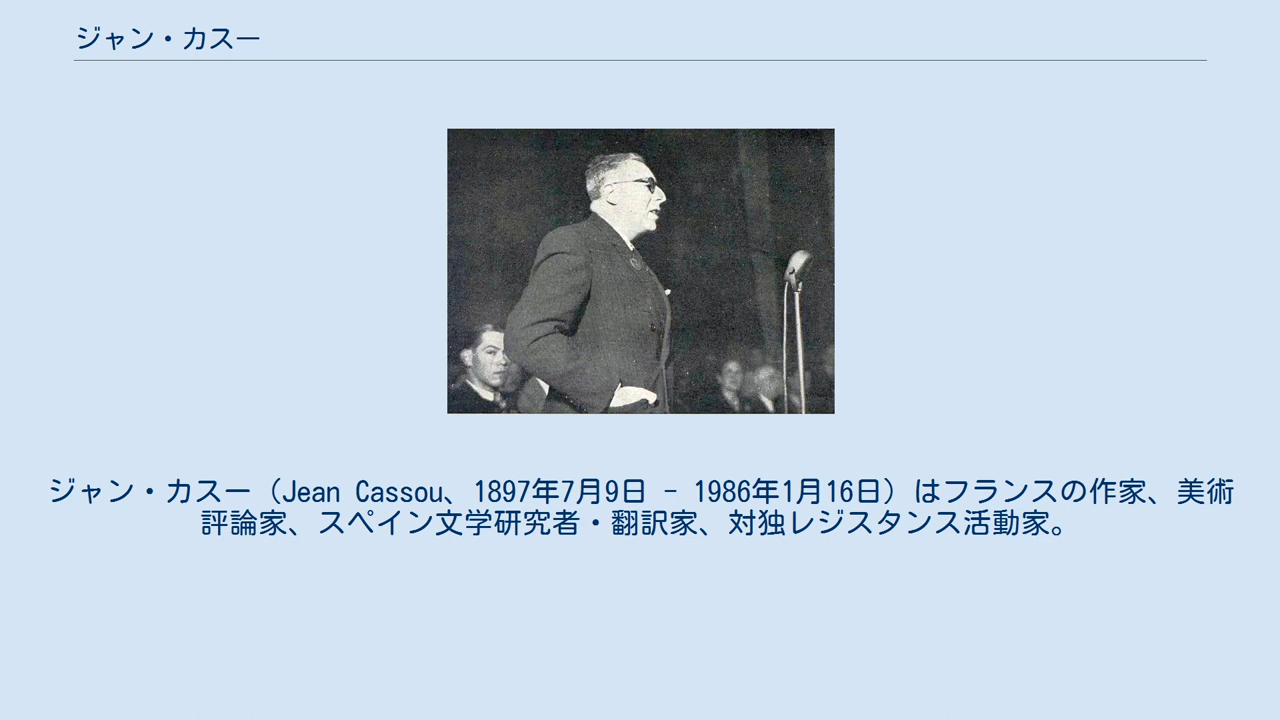 ジャン・カスー
ジャン・カスー（Jean Cassou、1897年7月9日 - 1986年1月16日）はフランスの作家、美術
評論家、スペイン文学研究者・翻訳家、対独レジスタンス活動家。